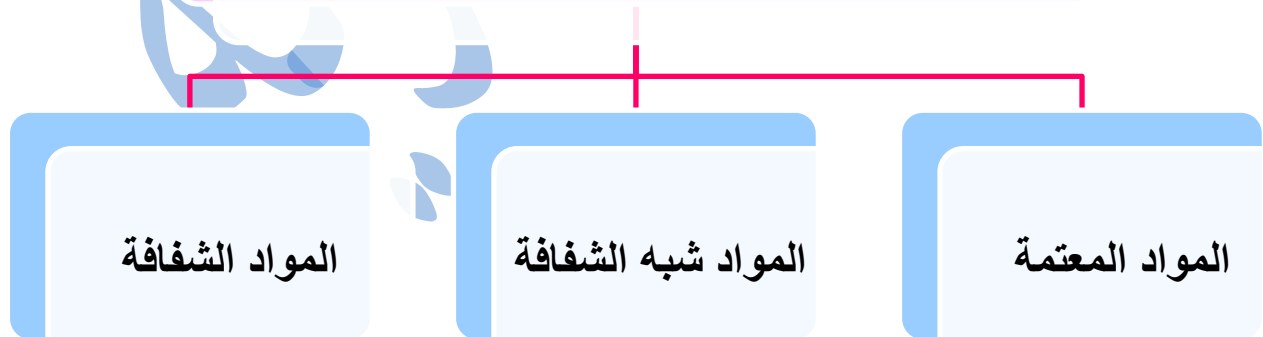 المواد المعتمة
المواد شبه الشفافة
المواد الشفافة